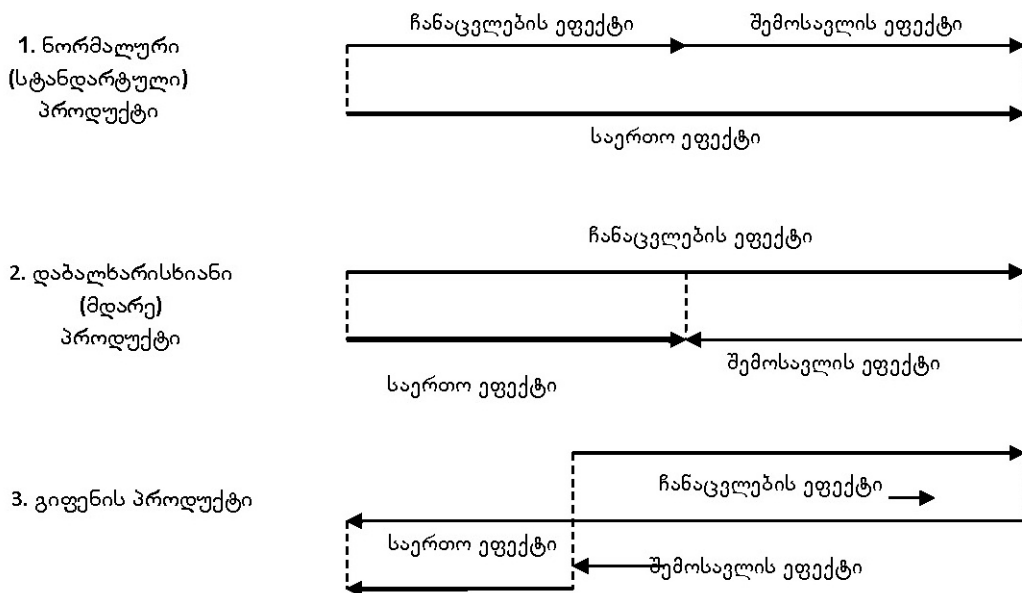 ჩანაცვლების ეფექტი
შემოსავლის ეფექტი
1. ნორმალური
(სტანდარტული)
პროდუქტი
საერთო ეფექტი
ჩანაცვლების ეფექტი
2. დაბალხარისხიანი
(მდარე)
პროდუქტი
შემოსავლის ეფექტი
საერთო ეფექტი
ჩანაცვლების ეფექტი
3. გიფენის პროდუქტი
საერთო ეფექტი
შემოსავლის ეფექტი